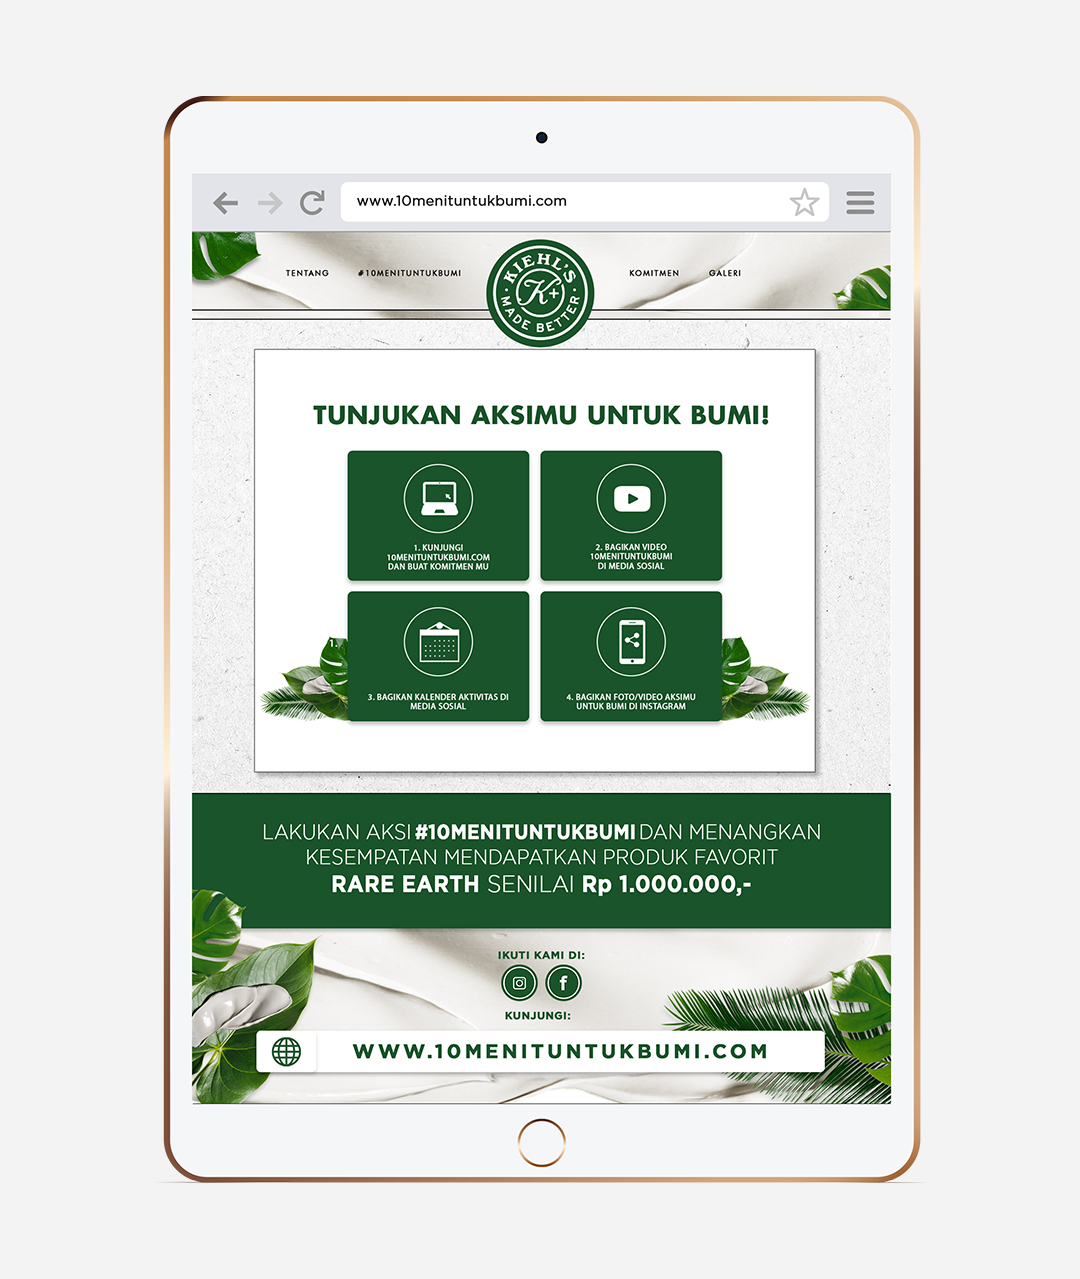 www.10menituntukbumi.com
TENTANG
#10MENITUNTUKBUMI
KIEHL'S
K+
MADE BETTER
KOMITMEN
GALERI
TUNJUKAN AKSIMU UNTUK BUMI!
1. KUNJUNGI
10MENITUNTUKBUMI.COM
DAN BUAT KOMITMEN MU
2. BAGIKAN VIDEO
10MENITUNTUKBUMI
DI MEDIA SOSIAL
1.
3. BAGIKAN KALENDER AKTIVITAS DI
MEDIA SOSIAL
4. BAGIKAN FOTO/VIDEO AKSIMU
UNTUK BUMI DI INSTAGRAM
LAKUKAN AKSI #10MENITUNTUKBUMI DAN MENANGKAN
KESEMPATAN MENDAPATKAN PRODUK FAVORIT
RARE EARTH SENILAI Rp 1.000.000,-
IKUTI KAMI DI:
KUNJUNGI:
WWW.10MENITUNTUKBUMI.COM